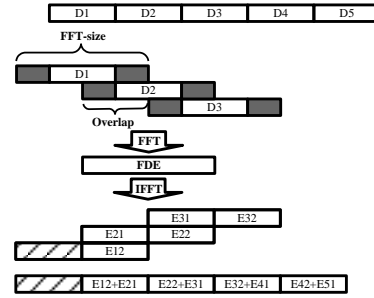 D1 D2 D3 D4 D5
FFT-size
D1
D2
D3
Overlap
FFT
FDE
IFFT
E31 E32
E21 E22
E12
E12+E21 E22+E31 E32+E41 E42+E51